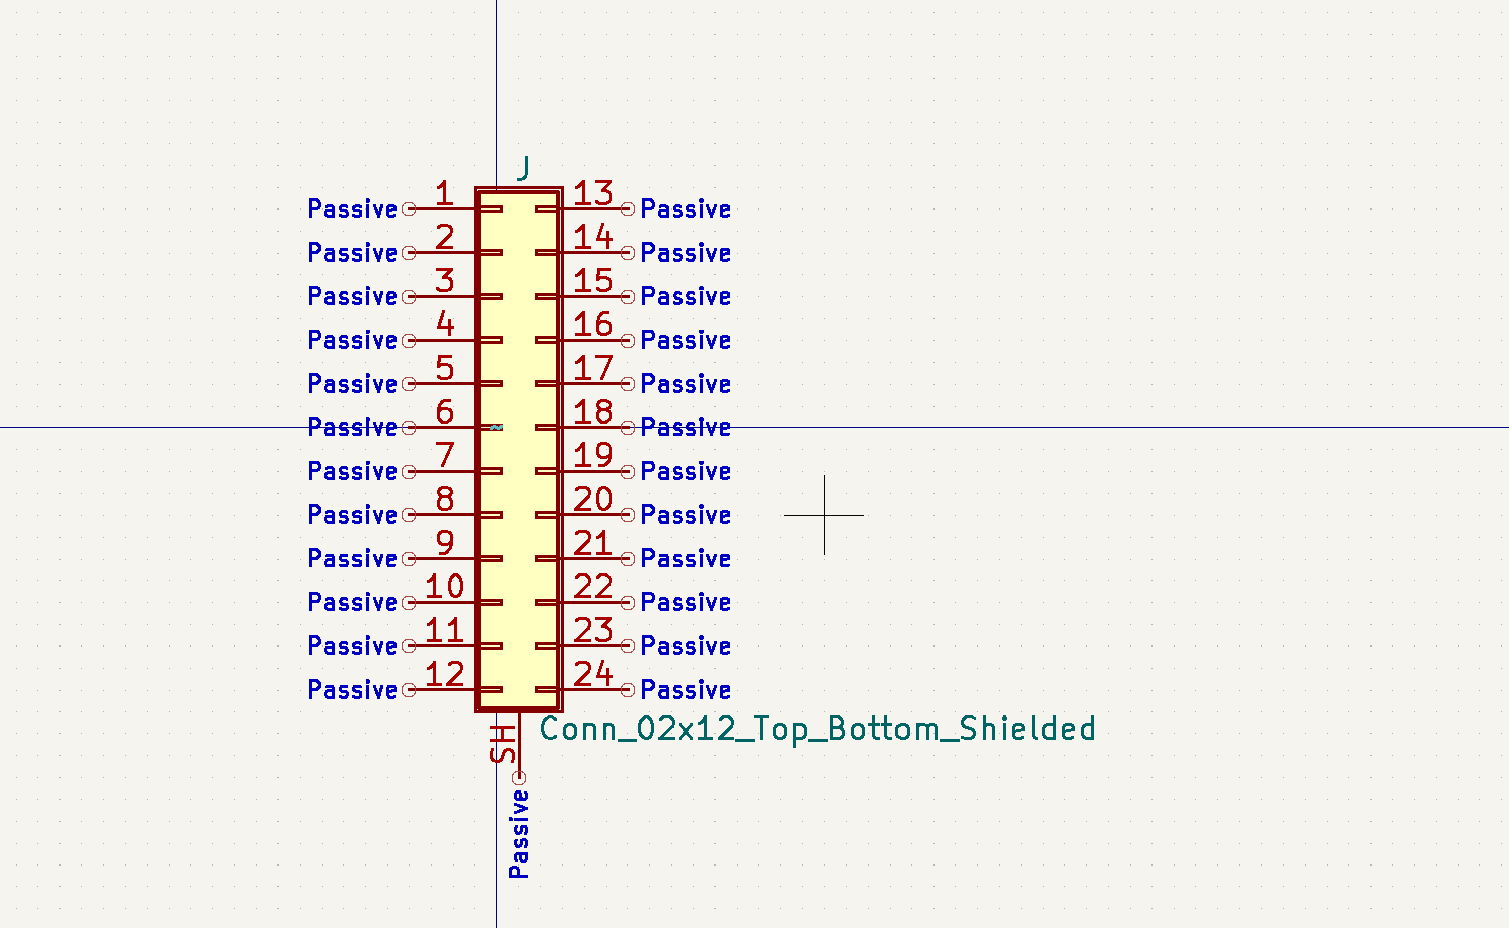 J
Passive 1 13 Passive
Passive 2 14 Passive
Passive 3 15 Passive
Passive 4 16 Passive
Passive 5 17 Passive
Passive 6 18 Passive
Passive 7 19 Passive
Passive 8 20 Passive
Passive 9 21 Passive
Passive 10 22 Passive
Passive 11 23 Passive
Passive 12 24 Passive
Conn_02x12_Top_Bottom_Shielded
SH
Passive